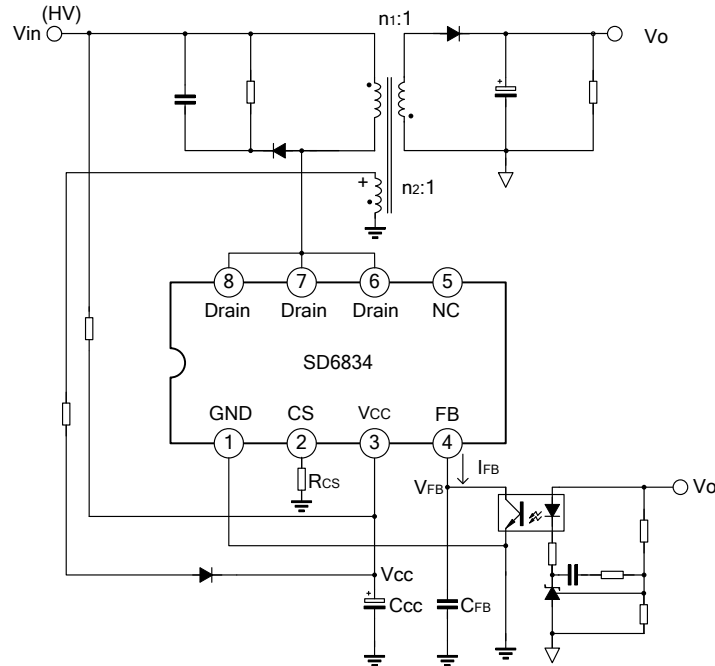 (HV)
Vin
n1:1
Vo
+
+
n2:1
8 7 6 5
Drain Drain Drain NC
SD6834
GND CS VCC FB
1 2 3 4
RCS
IFB
VFB
Vo
Vcc
+
Ccc
CFB